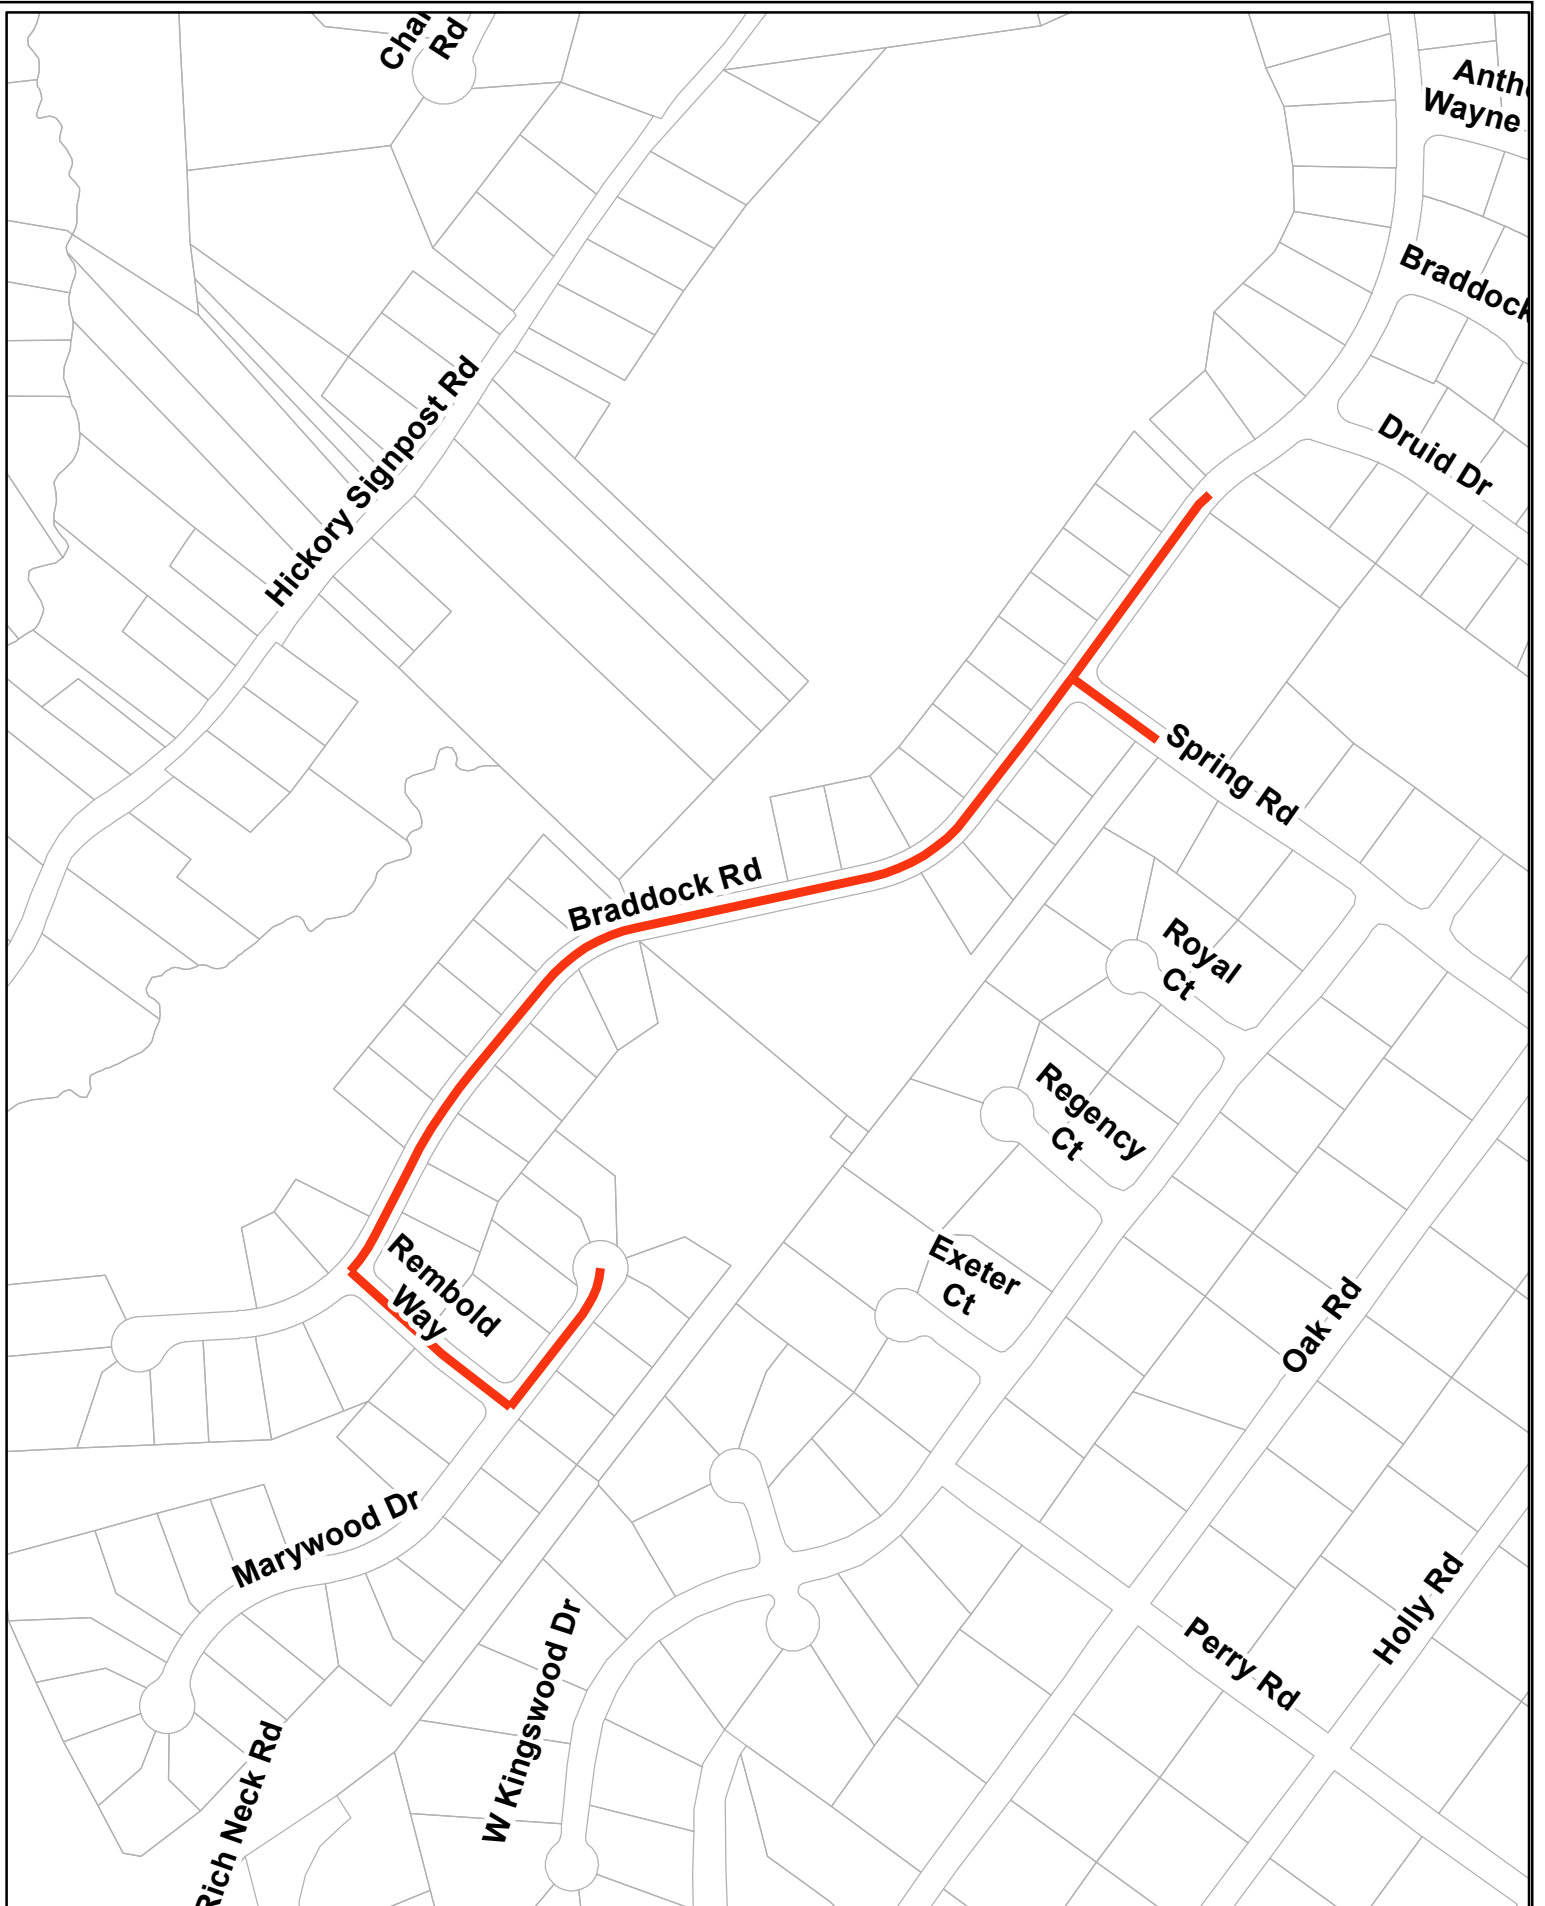 Rd
Wayne
Braddock
Druid Dr
Hickory Signpost Rd
Spring Rd
Braddock Rd
Royal
Ct
Regency
Ct
Rembold
Way
Exeter
Ct
Oak Rd
Marywood Dr
Holly Rd
W Kingswood Dr
Perry Rd
Rich Neck Rd